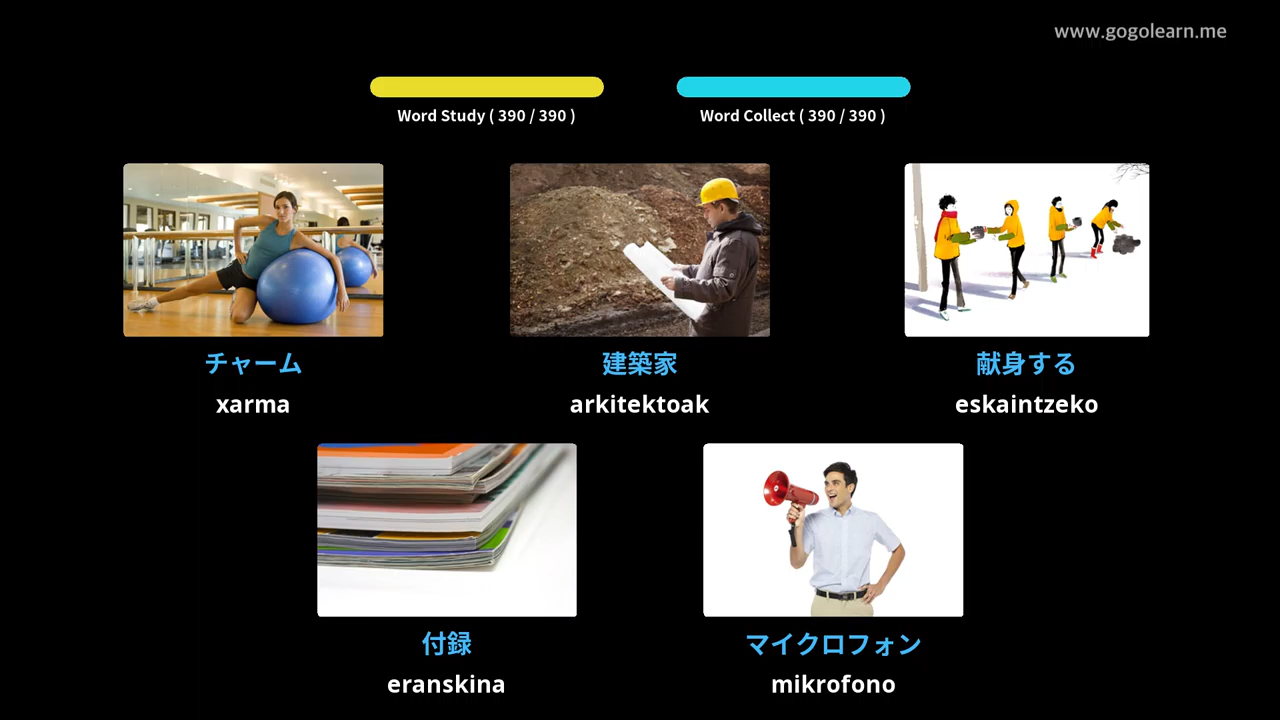 www.gogolearn.me
Word Study ( 390 / 390 )
Word Collect ( 390 / 390 )
チャーム
xarma
建築家
arkitektoak
献身する
eskaintzeko
付録
eranskina
マイクロフォン
mikrofono